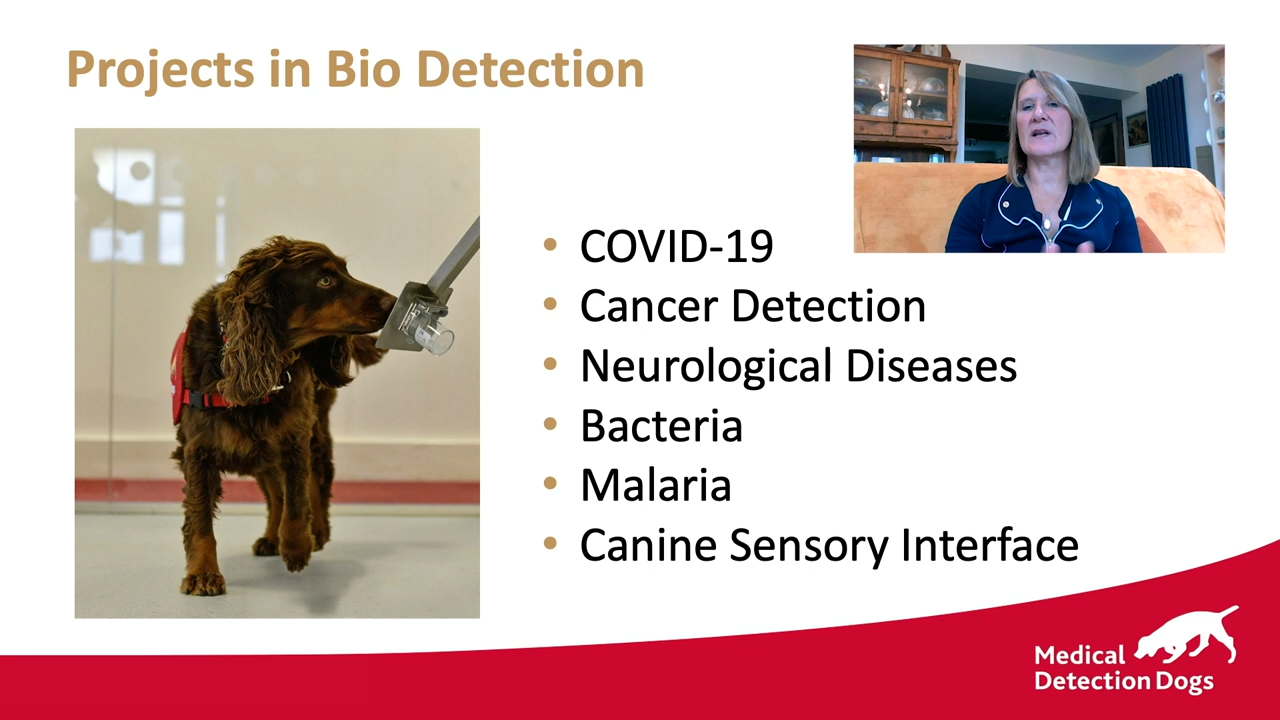 Projects in Bio Detection
• COVID-19
• Cancer Detection
• Neurological Diseases
• Bacteria
• Malaria
• Canine Sensory Interface
Medical
Detection Dogs